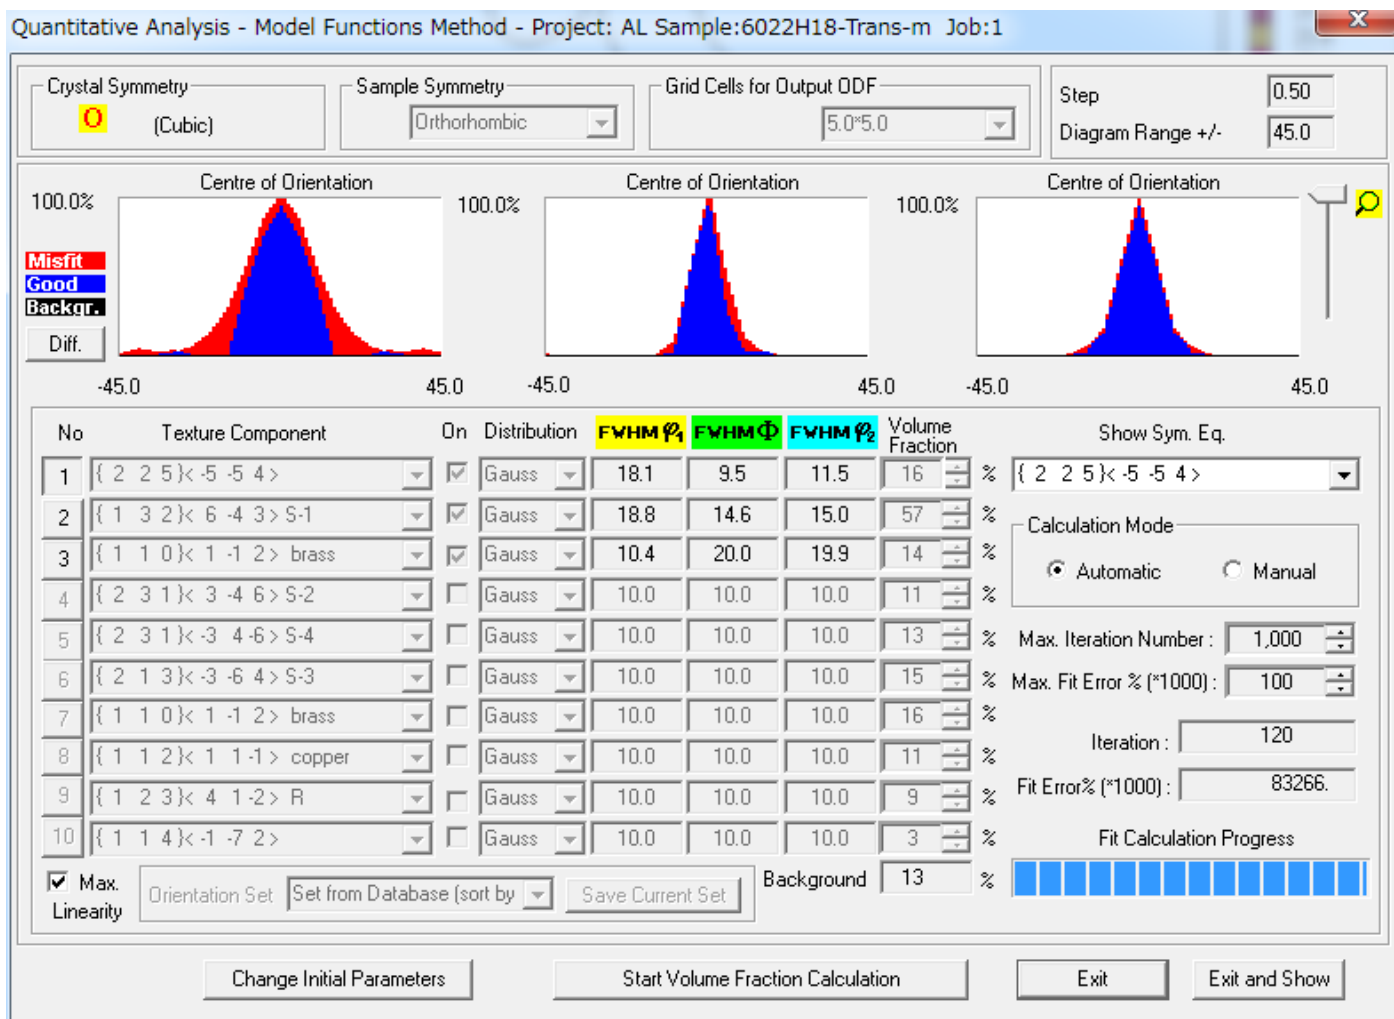 Quantitative Analysis - Model Functions Method - Project: AL Sample:6022H18-Trans-m Job:1
Crystal Symmetry
O (Cubic)
Sample Symmetry
Orthorhombic
Grid Cells for Output ODF
5.0*5.0
Step 0.50
Diagram Range +/- 45.0
Centre of Orientation Centre of Orientation Centre of Orientation
100.0% 100.0% 100.0%
Misfit
Good
Backgr.
Diff.
-45.0 45.0 -45.0 45.0 -45.0 45.0
No Texture Component On Distribution FWHM φ1 FWHM Φ FWHM φ2 Volume Fraction Show Sym. Eq.
1 { 2 2 5}< -5 -5 4 > Gauss 18.1 9.5 11.5 16 % { 2 2 5}< -5 -5 4 >
2 { 1 3 2}< 6 -4 3 > S-1 Gauss 18.8 14.6 15.0 57 %
3 { 1 1 0}< 1 -1 2 > brass Gauss 10.4 20.0 19.9 14 %
4 { 2 3 1}< 3 -4 6 > S-2 Gauss 10.0 10.0 10.0 11 %
5 { 2 3 1}< -3 4 -6 > S-4 Gauss 10.0 10.0 10.0 13 %
6 { 2 1 3}< -3 -6 4 > S-3 Gauss 10.0 10.0 10.0 15 %
7 { 1 1 0}< 1 -1 2 > brass Gauss 10.0 10.0 10.0 16 %
8 { 1 1 2}< 1 1 -1 > copper Gauss 10.0 10.0 10.0 11 %
9 { 1 2 3}< 4 1 -2 > R Gauss 10.0 10.0 10.0 9 %
10 { 1 1 4}< -1 -7 2 > Gauss 10.0 10.0 10.0 3 %
Calculation Mode
Automatic Manual
Max. Iteration Number : 1,000
Max. Fit Error % (*1000) : 100
Iteration : 120
Fit Error% (*1000) : 83266.
Fit Calculation Progress
Max. Linearity
Orientation Set Set from Database (sort by Save Current Set
Background 13 %
Change Initial Parameters Start Volume Fraction Calculation Exit Exit and Show